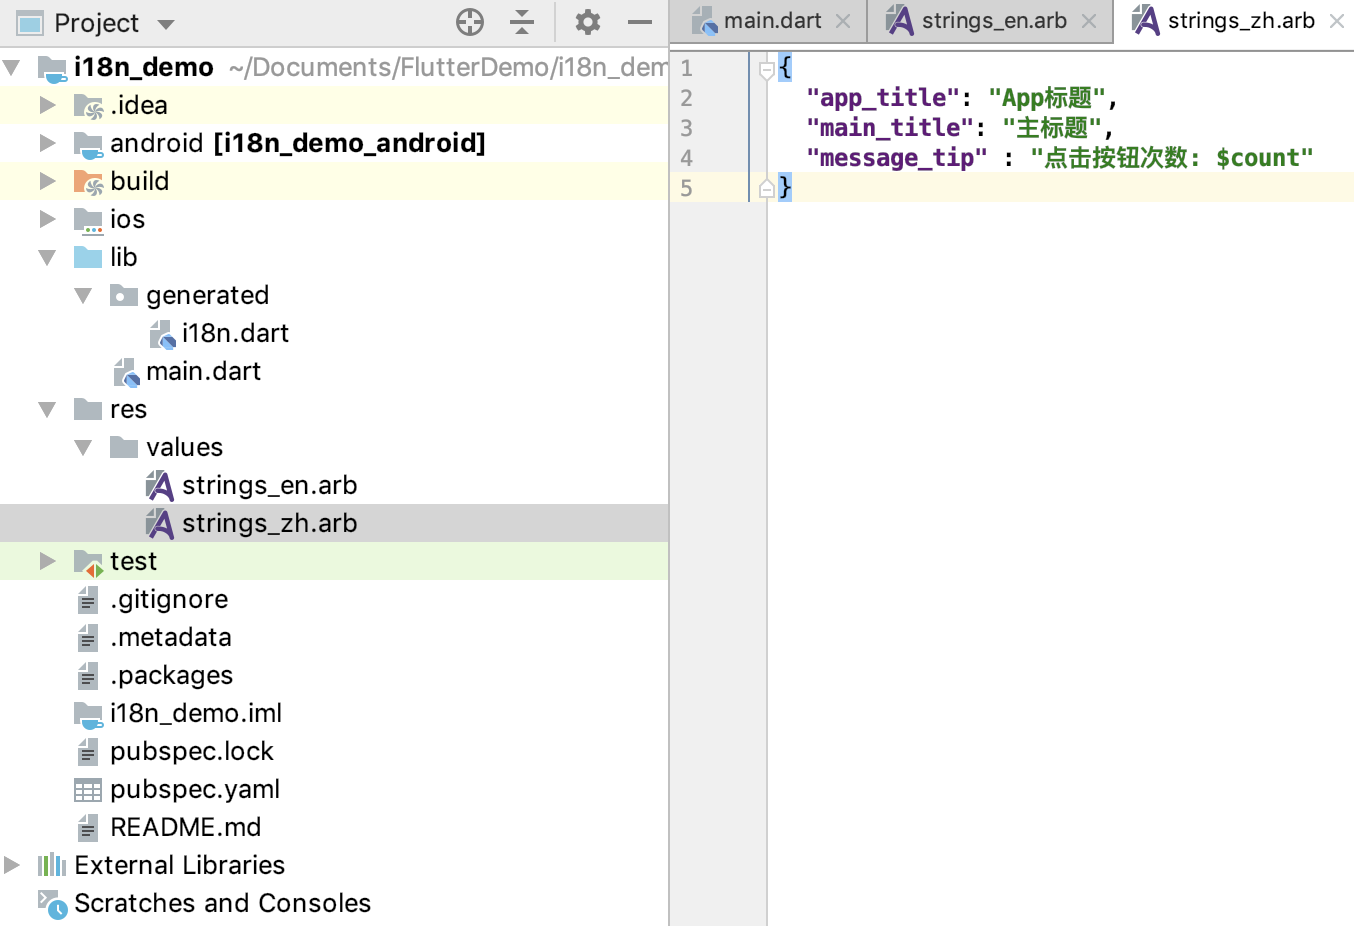 Project
i18n_demo ~/Documents/FlutterDemo/i18n_dem
.idea
android [i18n_demo_android]
build
ios
lib
generated
i18n.dart
main.dart
res
values
strings_en.arb
strings_zh.arb
test
.gitignore
.metadata
.packages
i18n_demo.iml
pubspec.lock
pubspec.yaml
README.md
External Libraries
Scratches and Consoles
main.dart strings_en.arb strings_zh.arb
1 {
2 "app_title": "App标题",
3 "main_title": "主标题",
4 "message_tip" : "点击按钮次数: $count"
5 }